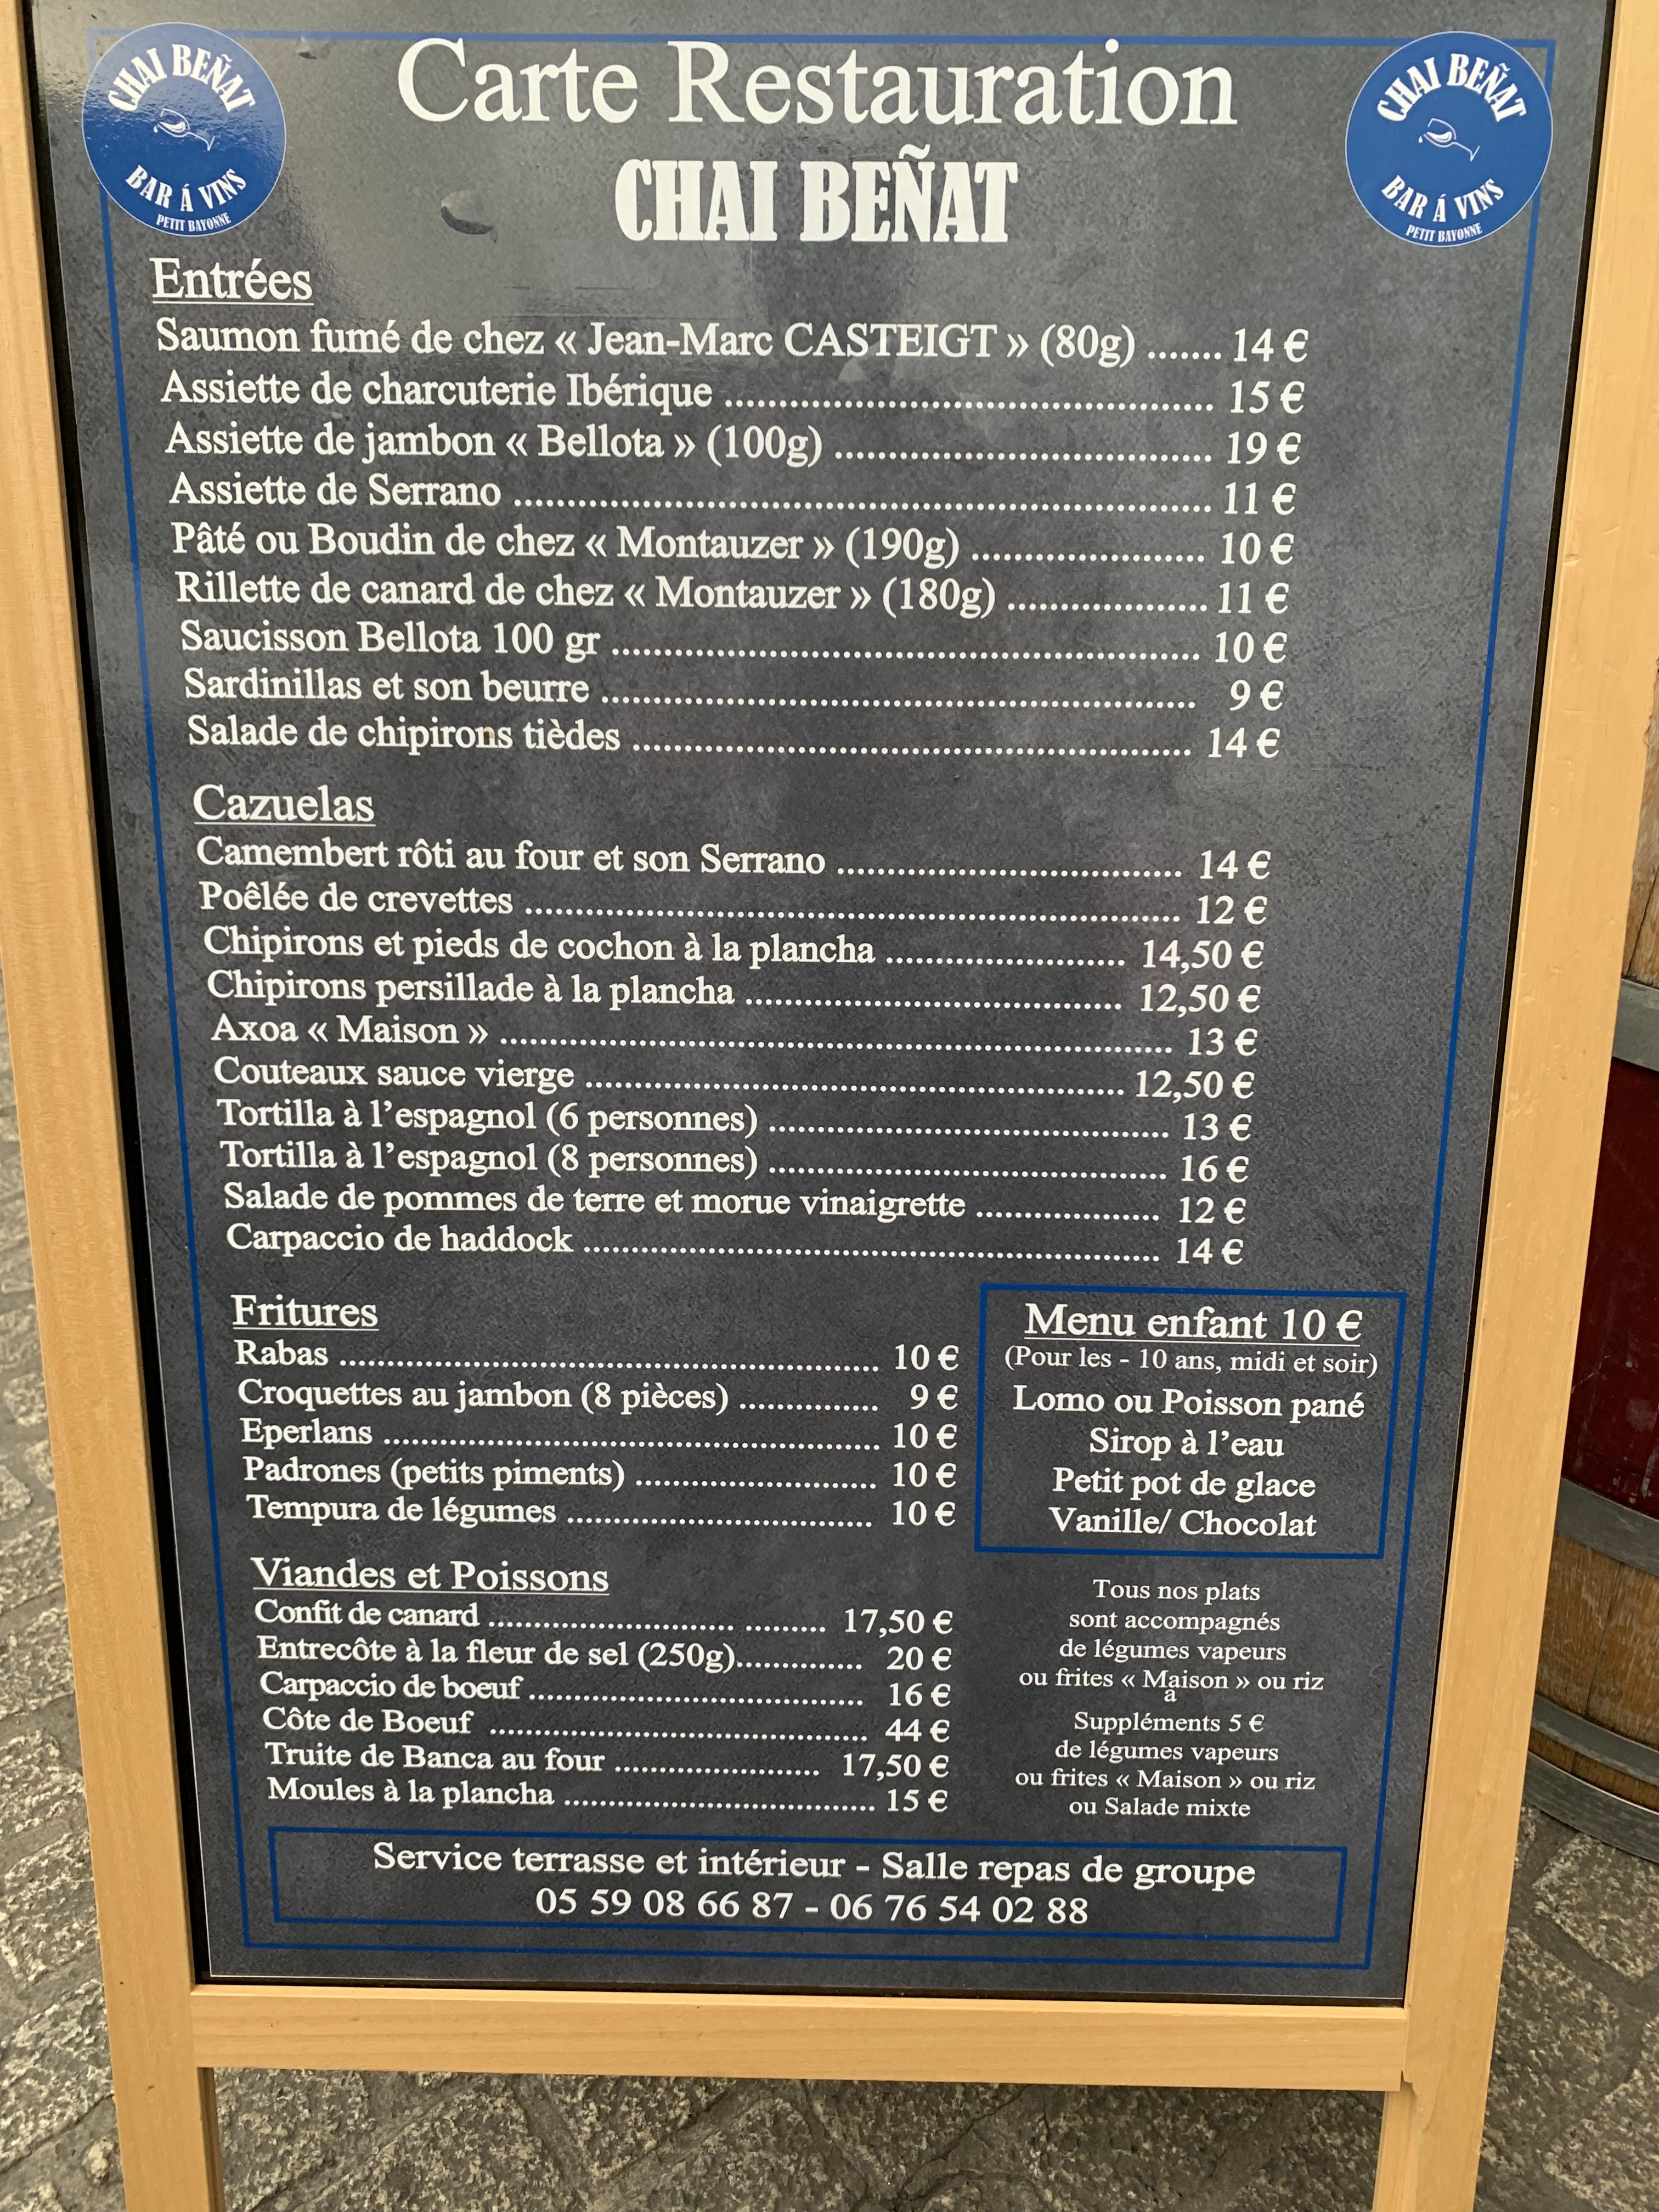 CHAI BEÑAT
BAR Á VINS
PETIT BAYONNE
Carte Restauration
CHAI BEÑAT
CHAI BEÑAT
BAR Á VINS
PETIT BAYONNE
Entrées
Saumon fumé de chez « Jean-Marc CASTEIGT » (80g) ....... 14 €
Assiette de charcuterie Ibérique ................................................ 15 €
Assiette de jambon « Bellota » (100g) ..................................... 19 €
Assiette de Serrano ..................................................................... 11 €
Pâté ou Boudin de chez « Montauzer » (190g) ....................... 10 €
Rillette de canard de chez « Montauzer » (180g) .................... 11 €
Saucisson Bellota 100 gr ........................................................... 10 €
Sardinillas et son beurre ............................................................ 9 €
Salade de chipirons tièdes ......................................................... 14 €
Cazuelas
Camembert rôti au four et son Serrano ................................... 14 €
Poêlée de crevettes ................................................................... 12 €
Chipirons et pieds de cochon à la plancha ......................... 14,50 €
Chipirons persillade à la plancha ....................................... 12,50 €
Axoa « Maison » ...................................................................... 13 €
Couteaux sauce vierge ........................................................ 12,50 €
Tortilla à l’espagnol (6 personnes) .......................................... 13 €
Tortilla à l’espagnol (8 personnes) .......................................... 16 €
Salade de pommes de terre et morue vinaigrette .................... 12 €
Carpaccio de haddock .............................................................. 14 €
Fritures
Rabas ........................................................... 10 €
Croquettes au jambon (8 pièces) ................ 9 €
Eperlans ...................................................... 10 €
Padrones (petits piments) .......................... 10 €
Tempura de légumes .................................. 10 €
Menu enfant 10 €
(Pour les - 10 ans, midi et soir)
Lomo ou Poisson pané
Sirop à l’eau
Petit pot de glace
Vanille/ Chocolat
Viandes et Poissons
Confit de canard ............................ ......... 17,50 €
Entrecôte à la fleur de sel (250g).............. 20 €
Carpaccio de boeuf ...................................... 16 €
Côte de Boeuf ............................................ 44 €
Truite de Banca au four ........................ 17,50 €
Moules à la plancha ................................... 15 €
Tous nos plats
sont accompagnés
de légumes vapeurs
ou frites « Maison » ou riz
a
Suppléments 5 €
de légumes vapeurs
ou frites « Maison » ou riz
ou Salade mixte
Service terrasse et intérieur - Salle repas de groupe
05 59 08 66 87 - 06 76 54 02 88